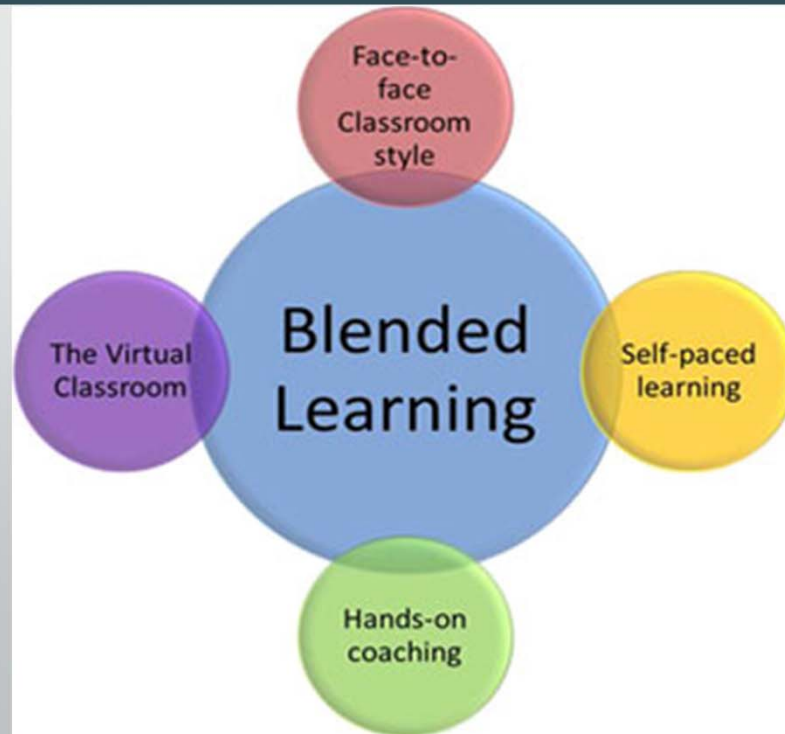 Face-to-
face
Classroom
style
Blended
Learning
The Virtual
Classroom
Self-paced
learning
Hands-on
coaching